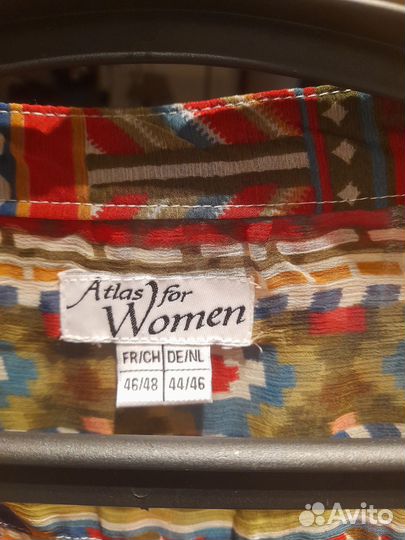 Atlas for
Women
FR/CH DE/NL
46/48 44/46
Avito